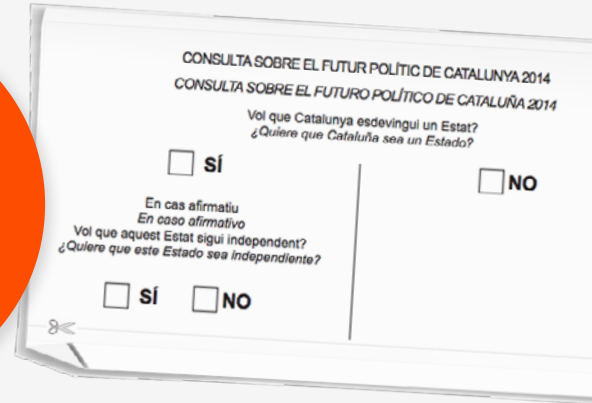 CONSULTA SOBRE EL FUTUR POLÍTIC DE CATALUNYA 2014
CONSULTA SOBRE EL FUTURO POLÍTICO DE CATALUÑA 2014
Vol que Catalunya esdevingui un Estat?
¿Quiere que Cataluña sea un Estado?
SÍ
NO
En cas afirmatiu
En caso afirmativo
Vol que aquest Estat sigui independent?
¿Quiere que este Estado sea independiente?
SÍ NO